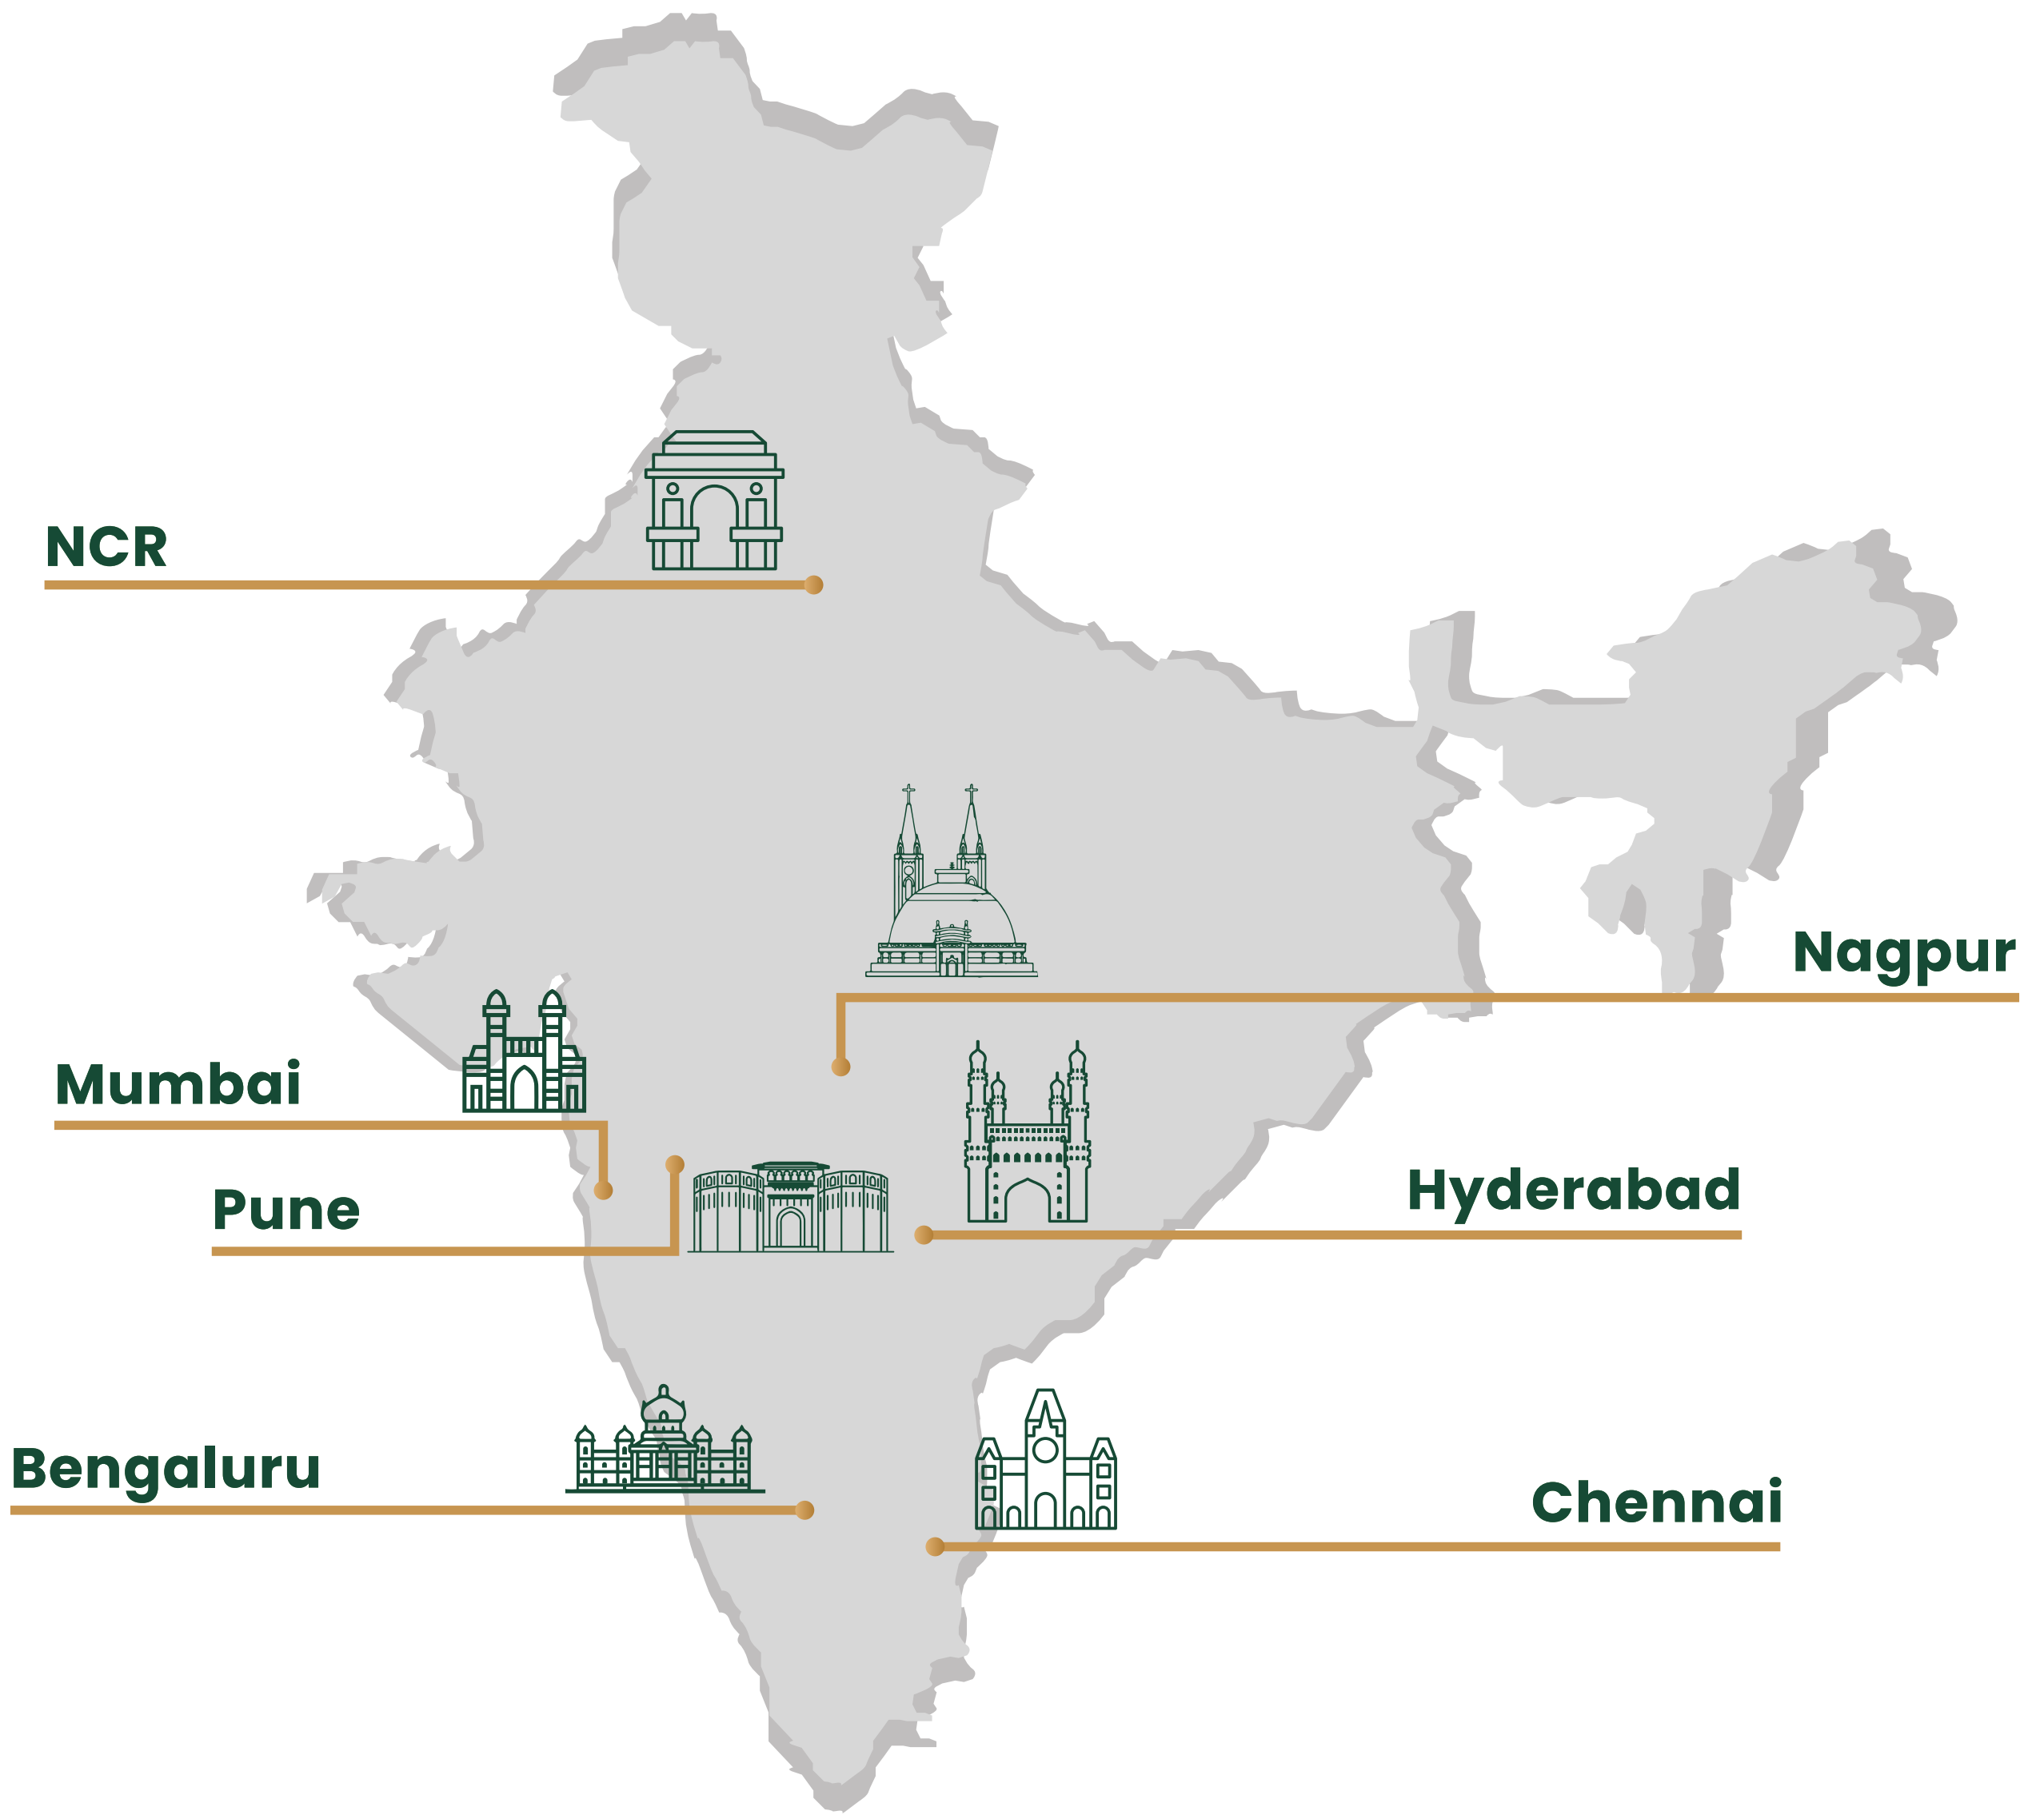 NCR
Nagpur
Mumbai
Hyderabad
Pune
Bengaluru
Chennai